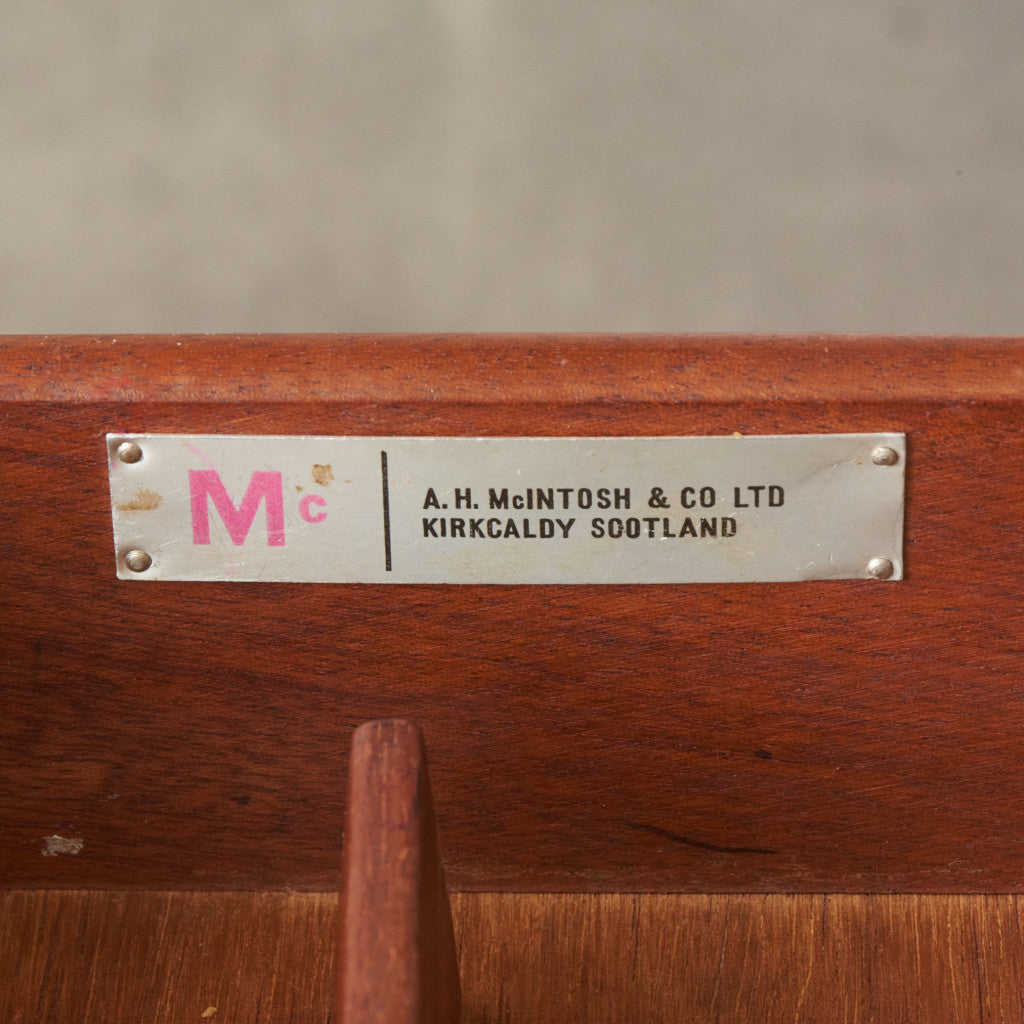 Mc
A.H. McINTOSH & CO LTD
KIRKCALDY SCOTLAND